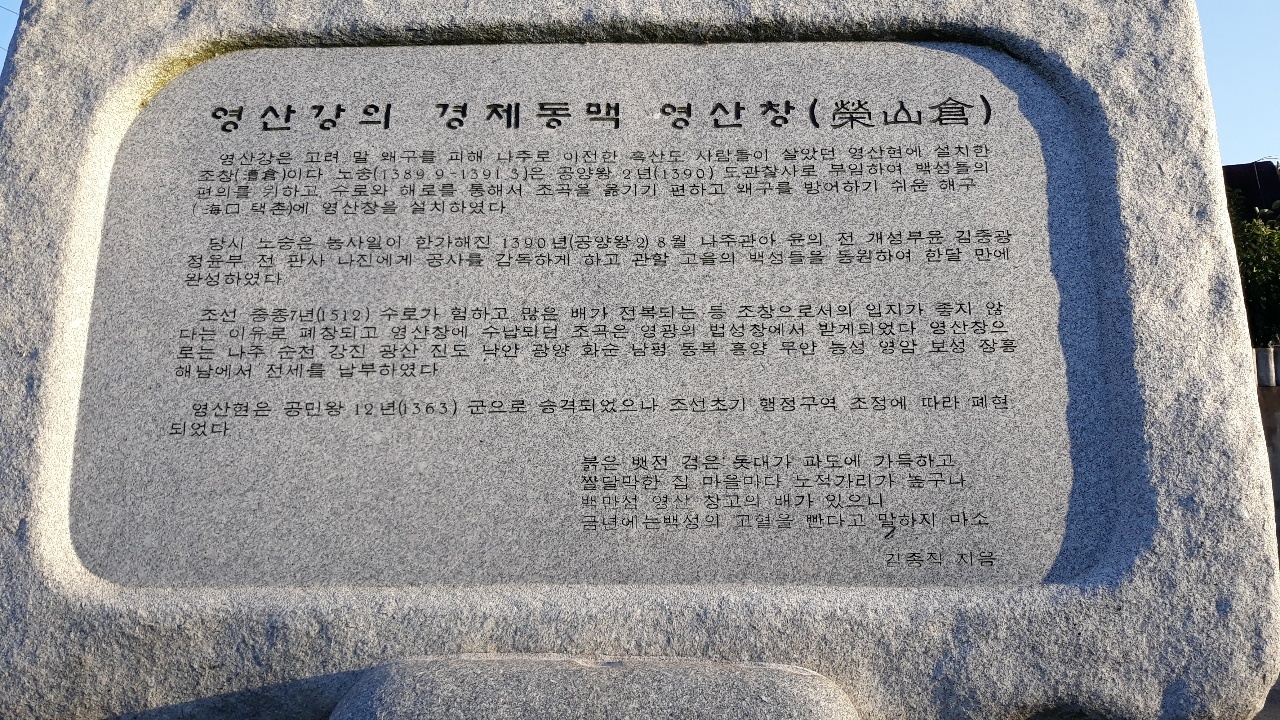 영산강의 경제동맥 영산창(榮山倉)
영산강은 고려 말 왜구를 피해 나주로 이전한 흑산도 사람들이 살았던 영산현에 설치한
조창(漕倉)이다. 노숭(1389.9-1391.3)은 공양왕 2년(1390) 도관찰사로 부임하여 백성들의
편의를 위하고, 수로와 해로를 통해서 조곡을 옮기기 편하고 왜구를 방어하기 쉬운 해구
(海口 택촌)에 영산창을 설치하였다.
당시 노숭은 농사일이 한가해진 1390년(공양왕2) 8월 나주관아 윤의 전 개성부윤 김중광
정윤부 전 판사 나진에게 공사를 감독하게 하고 관할 고을의 백성들을 동원하여 한달 만에
완성하였다.
조선 중종7년(1512) 수로가 험하고 많은 배가 전복되는 등 조창으로서의 입지가 좋지 않
다는 이유로 폐창되고 영산창에 수납되던 조곡은 영광의 법성창에서 받게되었다. 영산창으
로는 나주 순천 강진 광산 진도 낙안 광양 화순 남평 동복 흥양 무안 능성 영암 보성 장흥
해남에서 전세를 납부하였다.
영산현은 공민왕 12년(1363) 군으로 승격되었으나 조선초기 행정구역 조정에 따라 폐현
되었다.
붉은 뱃전 검은 돛대가 파도에 가득하고
짤달막한 집 마을마다 노적가리가 높구나
백만섬 영산 창고의 배가 있으니
금년에는백성의 고혈을 빤다고 말하지 마소
김종직 지음